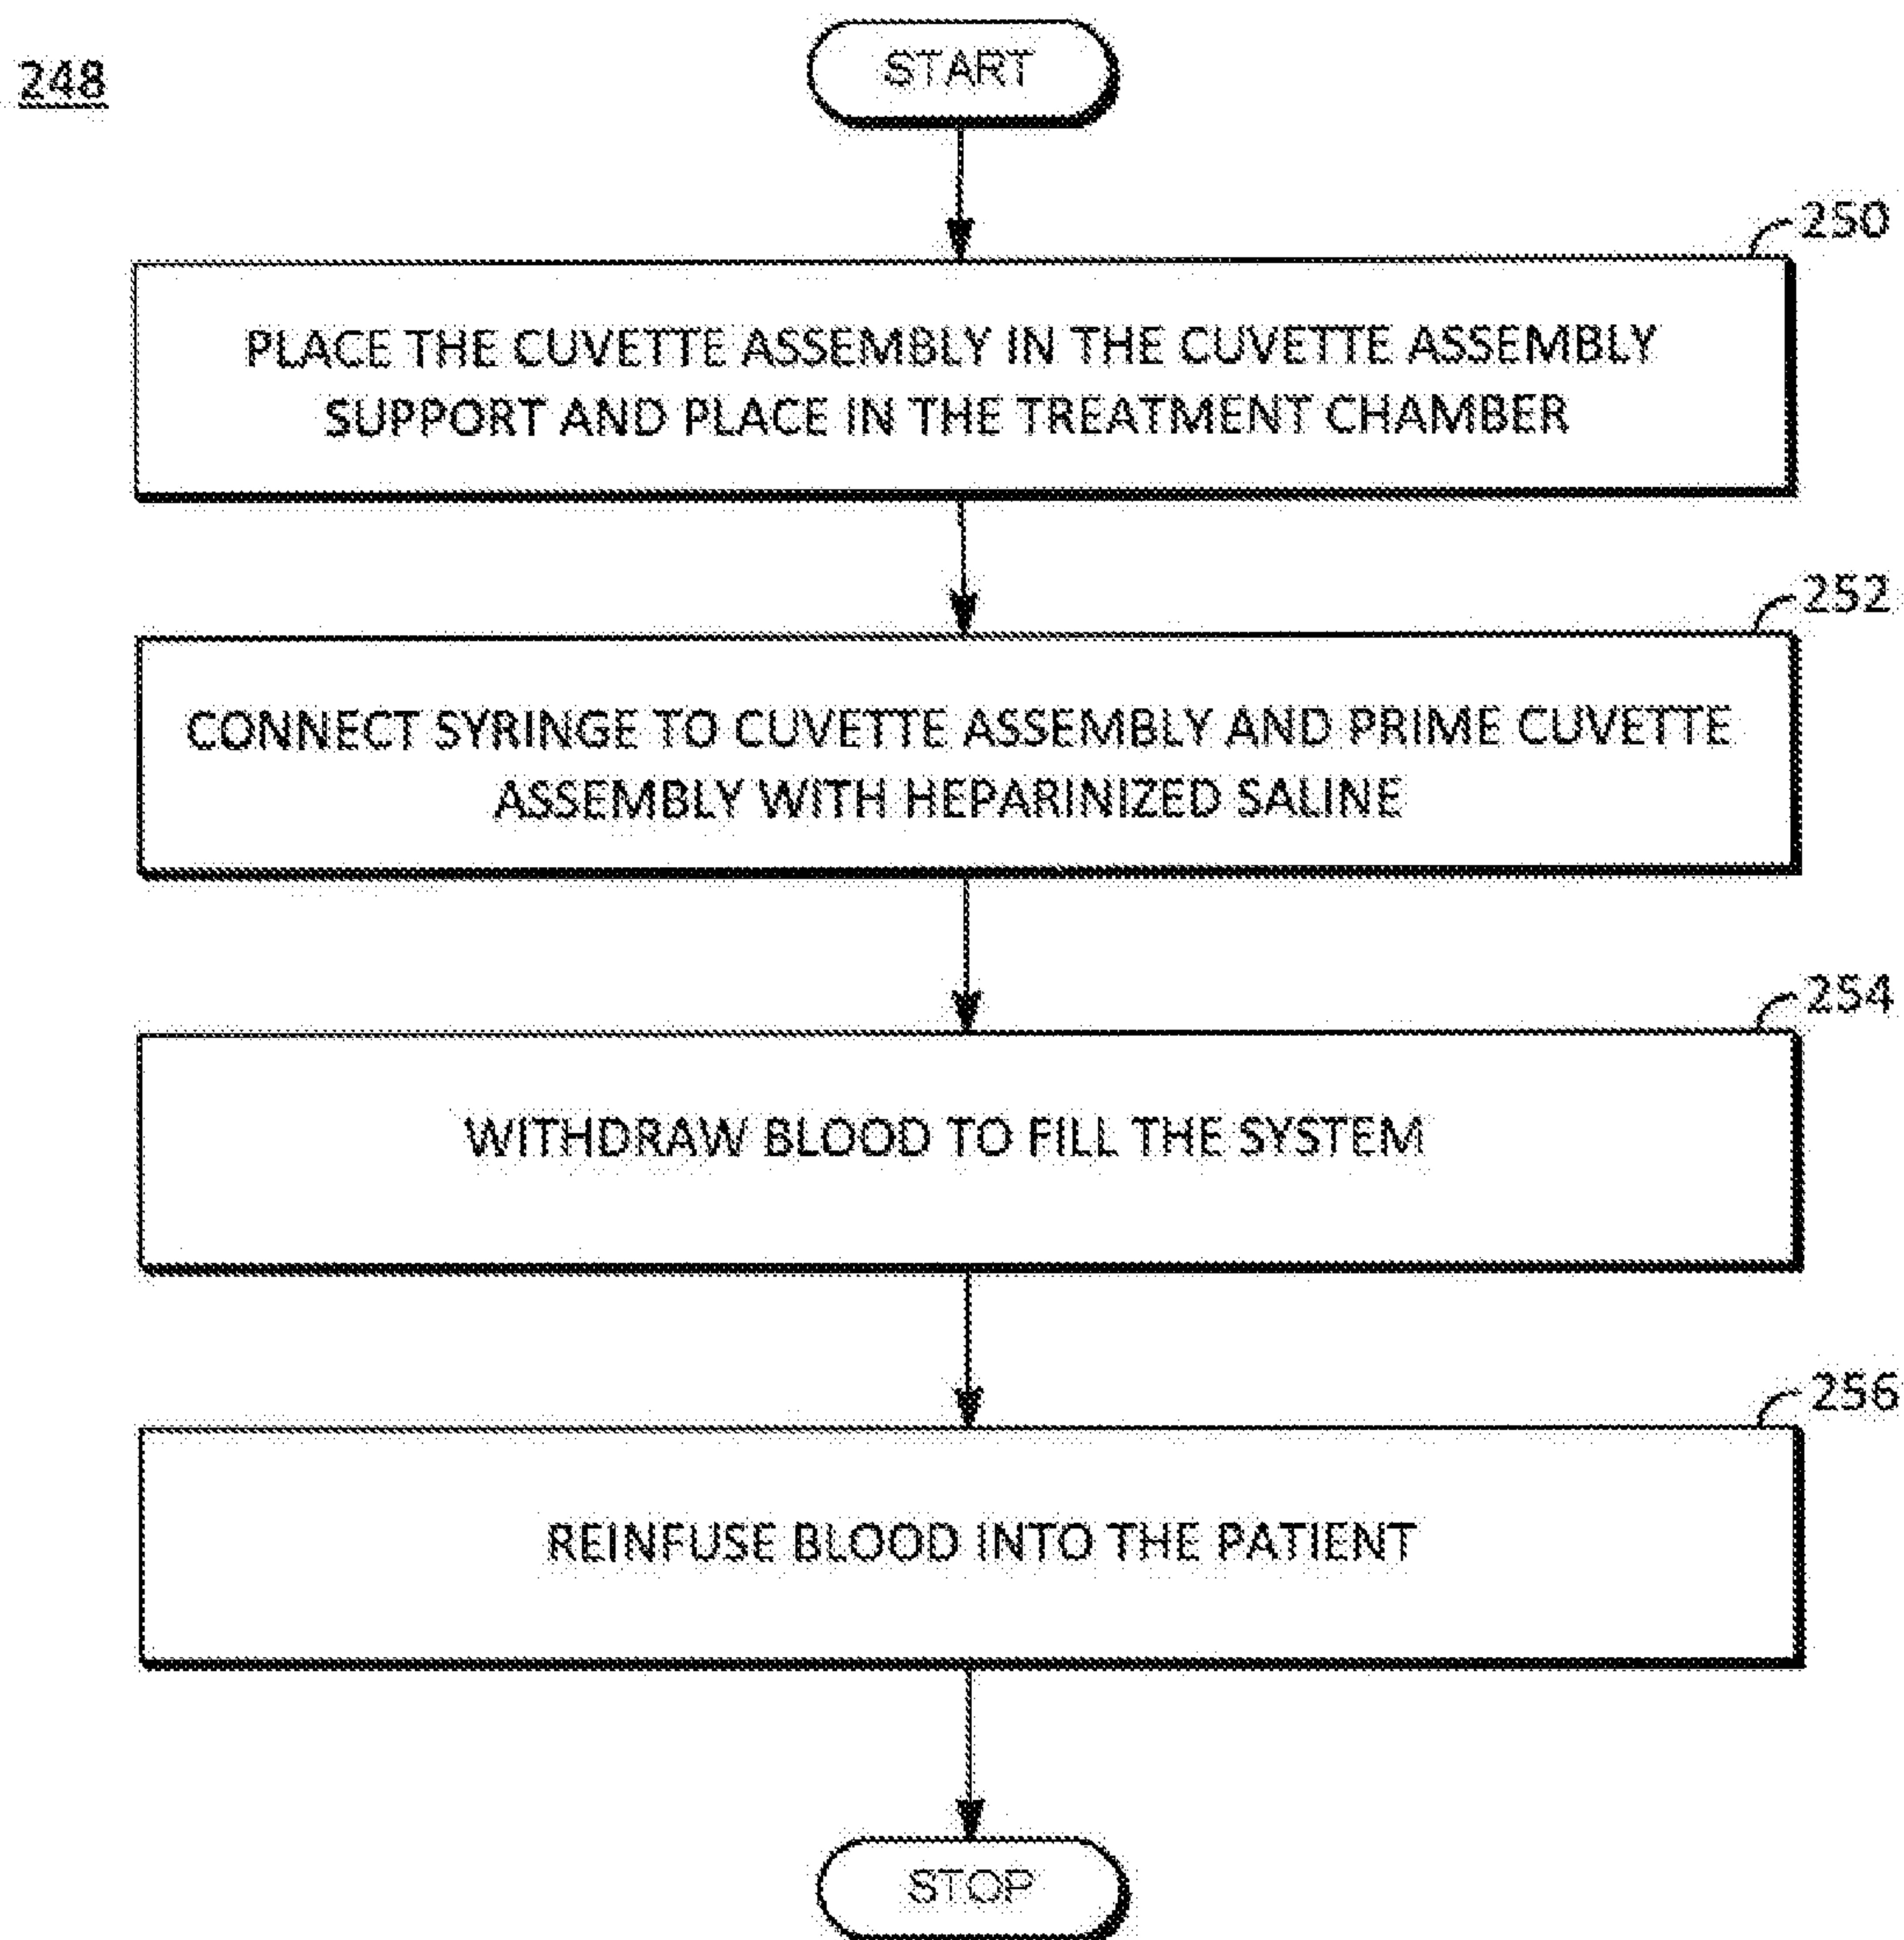 248
START
250
PLACE THE CUVETTE ASSEMBLY IN THE CUVETTE ASSEMBLY
SUPPORT AND PLACE IN THE TREATMENT CHAMBER
252
CONNECT SYRINGE TO CUVETTE ASSEMBLY AND PRIME CUVETTE
ASSEMBLY WITH HEPARINIZED SALINE
254
WITHDRAW BLOOD TO FILL THE SYSTEM
256
REINFUSE BLOOD INTO THE PATIENT
STOP